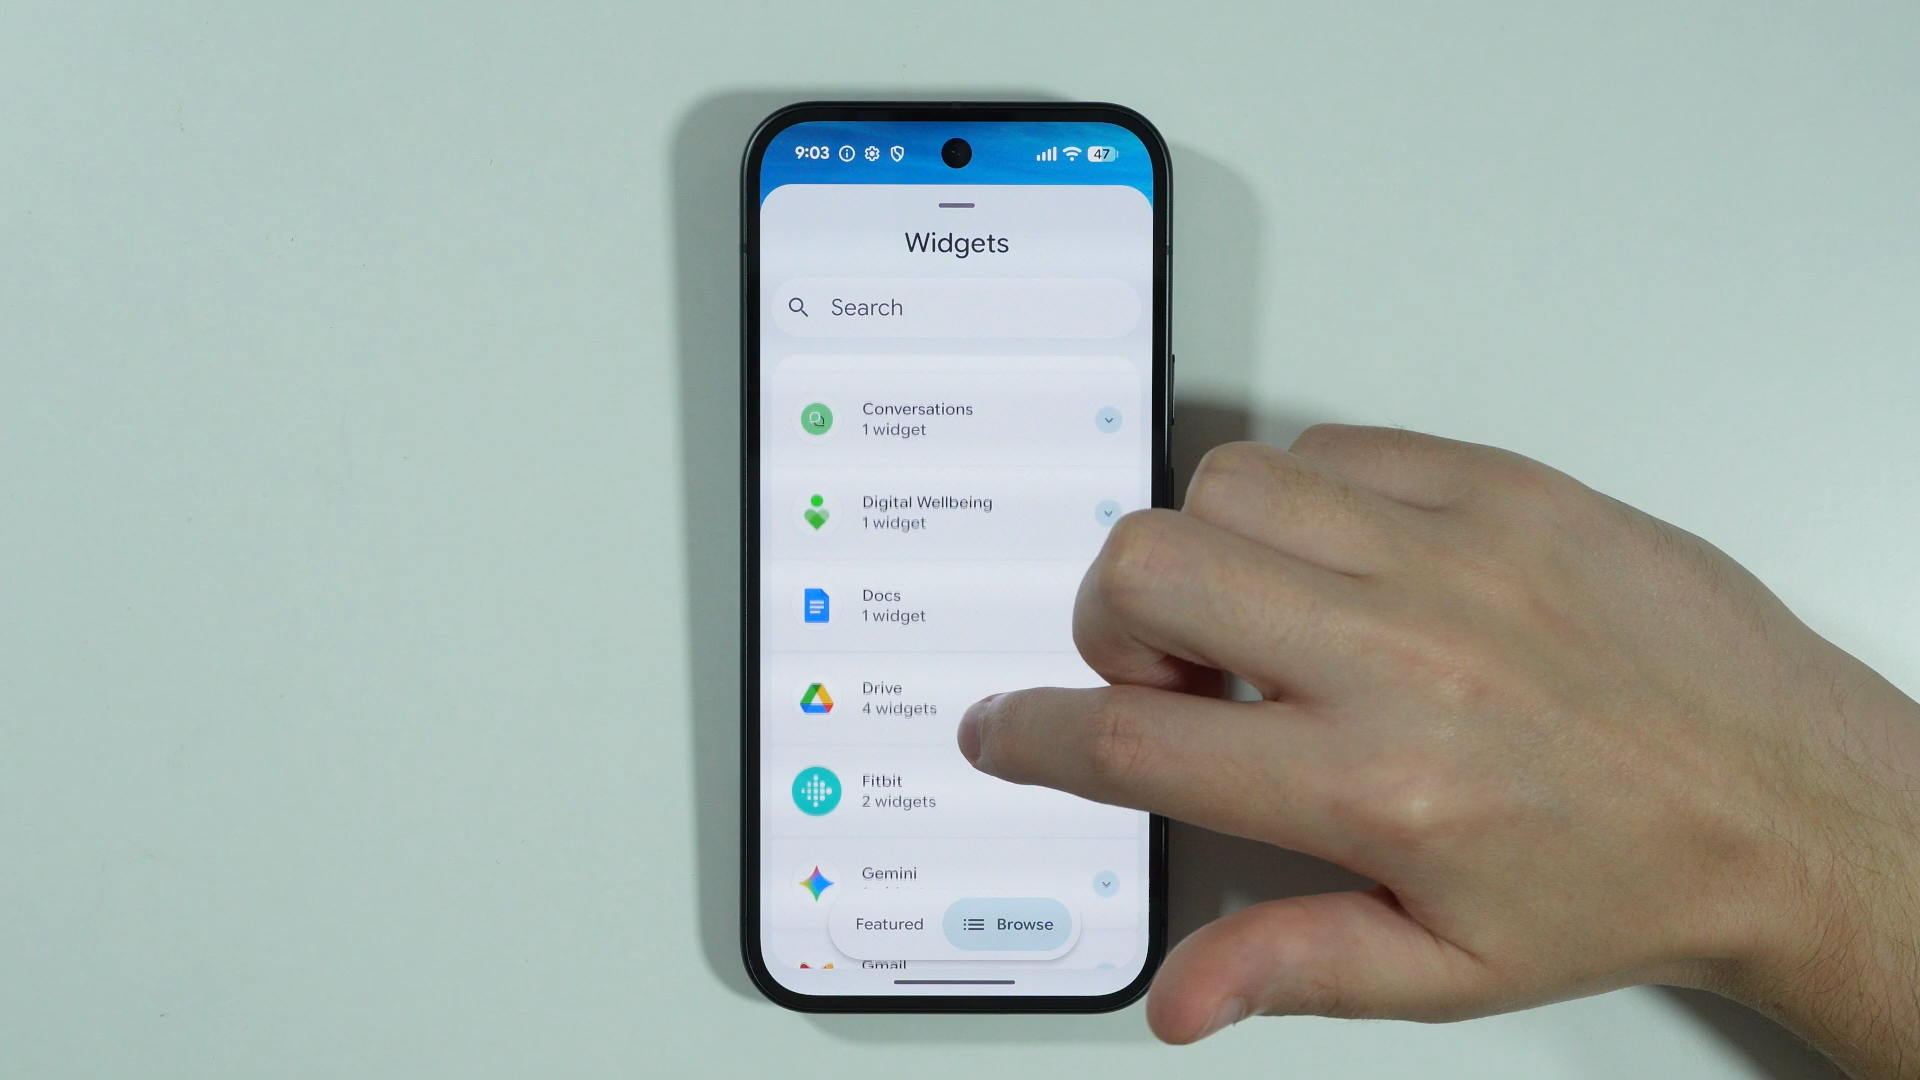 9:03
47
Widgets
Search
Conversations
1 widget
Digital Wellbeing
1 widget
Docs
1 widget
Drive
4 widgets
Fitbit
2 widgets
Gemini
Featured
Browse
Gmail